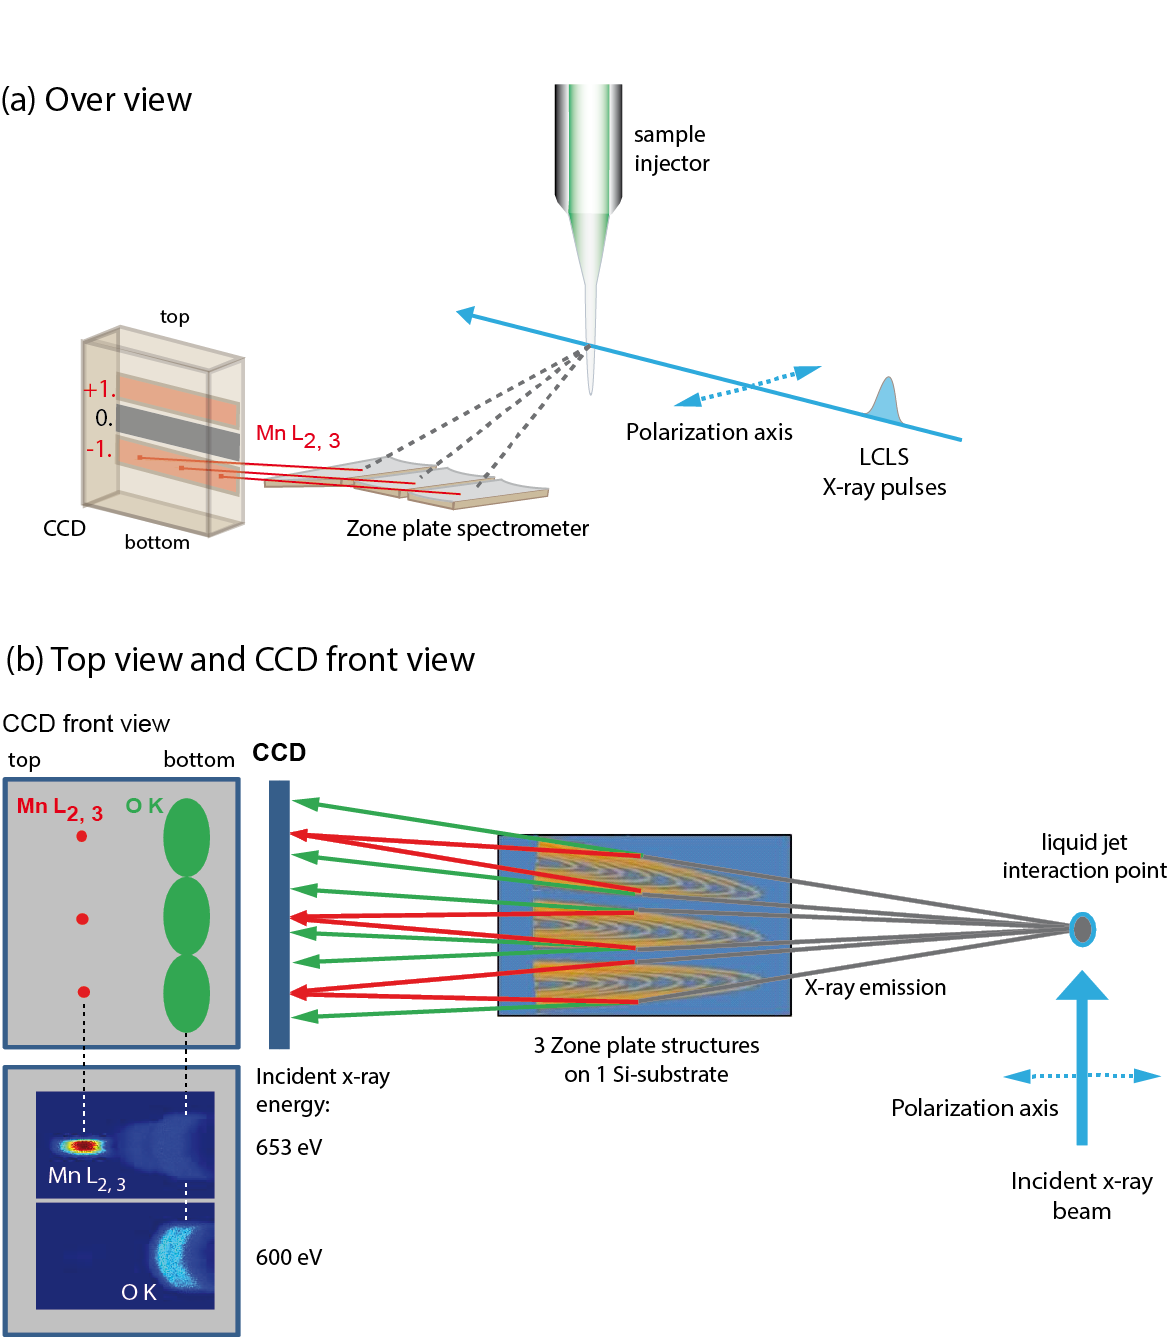 (a) Over view
sample
injector
top
+1.
0.
-1.
Mn L2, 3
Polarization axis
LCLS
X-ray pulses
CCD
bottom
Zone plate spectrometer
(b) Top view and CCD front view
CCD front view
top
bottom
CCD
Mn L2, 3
O K
liquid jet
interaction point
X-ray emission
3 Zone plate structures
on 1 Si-substrate
Incident x-ray
energy:
Polarization axis
653 eV
Mn L2, 3
Incident x-ray
beam
600 eV
O K